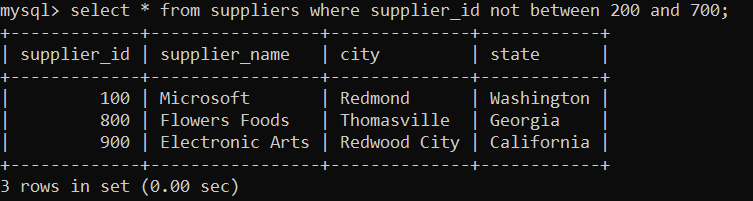 mysql> select * from suppliers where supplier_id not between 200 and 700;
+-------------+-----------------+--------------+------------+
| supplier_id | supplier_name   | city         | state      |
+-------------+-----------------+--------------+------------+
|         100 | Microsoft       | Redmond      | Washington |
|         800 | Flowers Foods   | Thomasville  | Georgia    |
|         900 | Electronic Arts | Redwood City | California |
+-------------+-----------------+--------------+------------+
3 rows in set (0.00 sec)